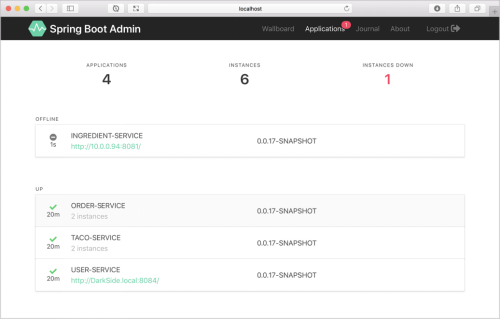 localhost
Spring Boot Admin
Wallboard
Applications
1
Journal
About
Logout
APPLICATIONS
4
INSTANCES
6
INSTANCES DOWN
1
OFFLINE
1s
INGREDIENT-SERVICE
http://10.0.0.94:8081/
0.0.17-SNAPSHOT
UP
20m
ORDER-SERVICE
2 instances
0.0.17-SNAPSHOT
20m
TACO-SERVICE
2 instances
0.0.17-SNAPSHOT
20m
USER-SERVICE
http://DarkSide.local:8084/
0.0.17-SNAPSHOT